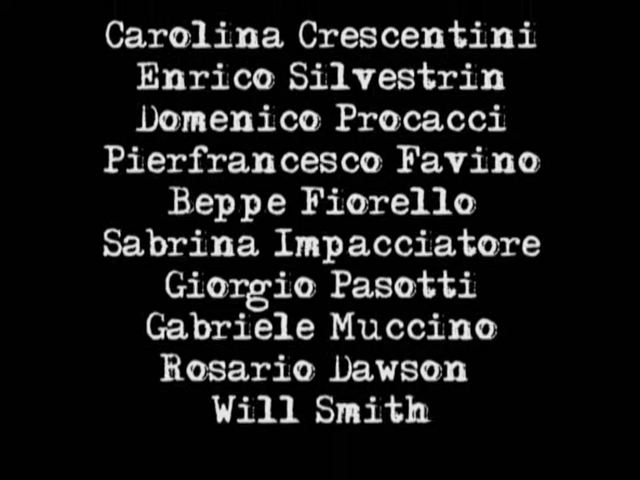 Carolina Crescentini
Enrico Silvestrin
Domenico Procacci
Pierfrancesco Favino
Beppe Fiorello
Sabrina Impacciatore
Giorgio Pasotti
Gabriele Muccino
Rosario Dawson
Will Smith